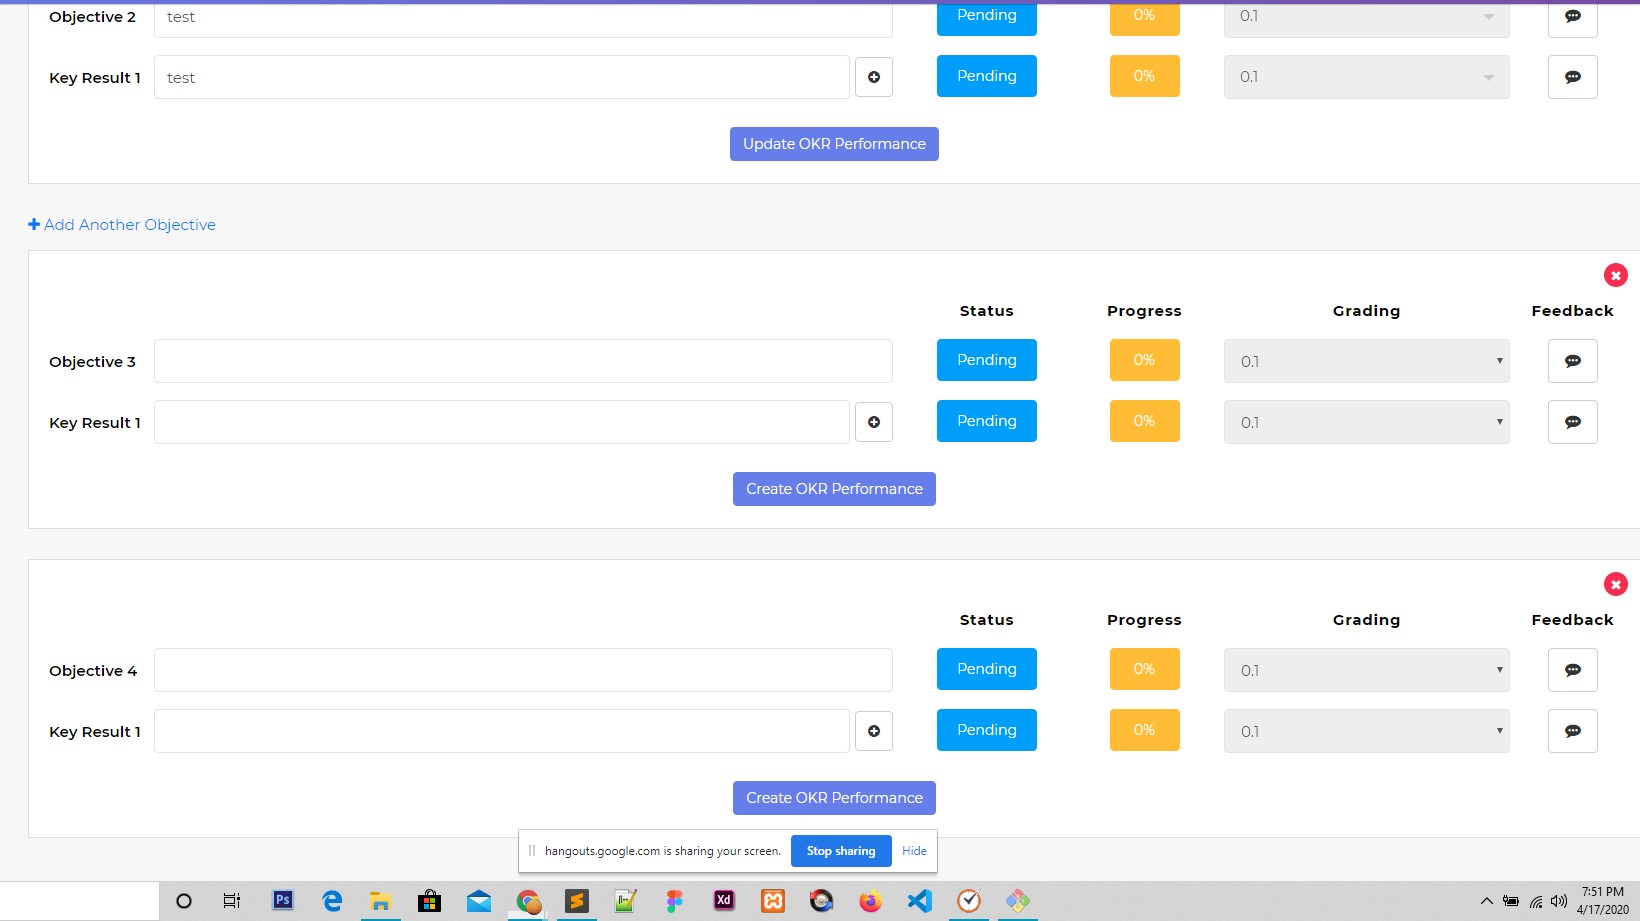 Objective 2 test Pending 0% 0.1
Key Result 1 test Pending 0% 0.1
Update OKR Performance
Add Another Objective
Status Progress Grading Feedback
Objective 3 Pending 0% 0.1
Key Result 1 Pending 0% 0.1
Create OKR Performance
Status Progress Grading Feedback
Objective 4 Pending 0% 0.1
Key Result 1 Pending 0% 0.1
Create OKR Performance
hangouts.google.com is sharing your screen. Stop sharing Hide
Ps Xd 7:51 PM
4/17/2020